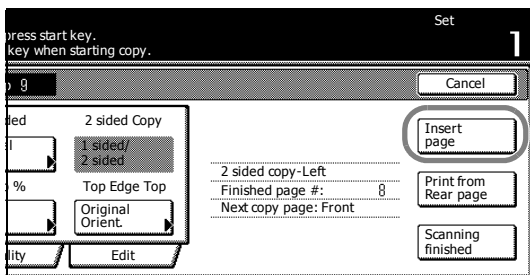 Set
press start key.
1
key when starting copy.
9
Cancel
2 sided Copy
Insert
page
1 sided/
2 sided
2 sided copy-Left
% Top Edge Top
Finished page #: 8
Print from
Rear page
Original
Orient.
Next copy page: Front
Scanning
finished
Edit